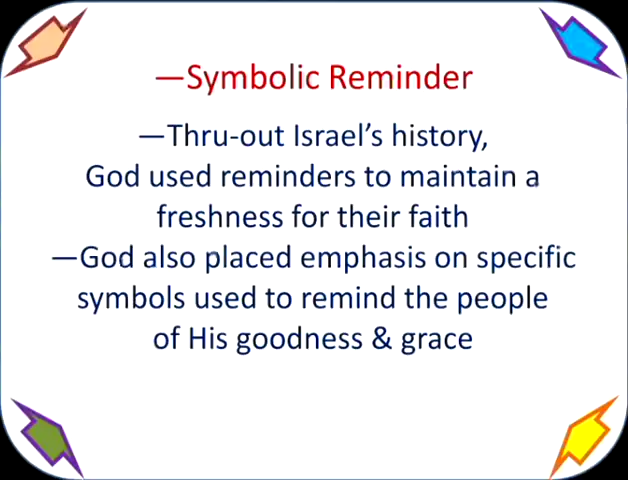 —Symbolic Reminder
—Thru-out Israel’s history,
God used reminders to maintain a
freshness for their faith
—God also placed emphasis on specific
symbols used to remind the people
of His goodness & grace